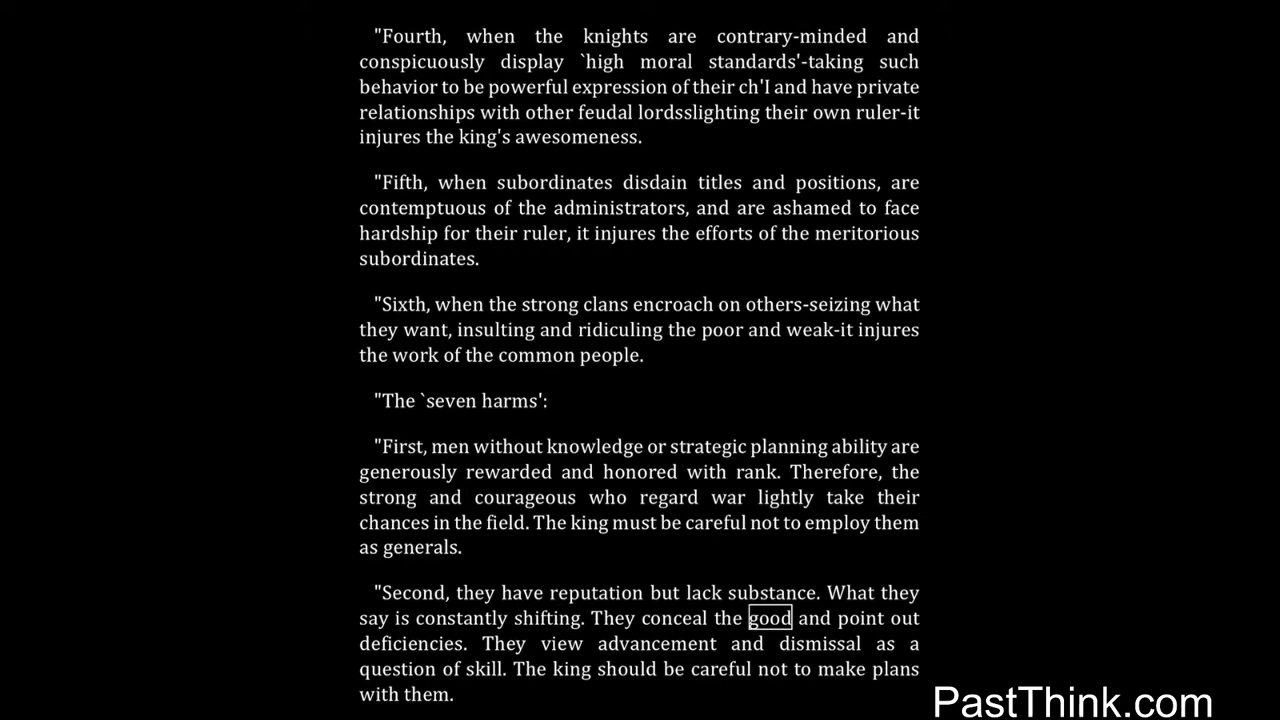 "Fourth, when the knights are contrary-minded and
conspicuously display `high moral standards'-taking such
behavior to be powerful expression of their ch'I and have private
relationships with other feudal lordsslighting their own ruler-it
injures the king's awesomeness.
"Fifth, when subordinates disdain titles and positions, are
contemptuous of the administrators, and are ashamed to face
hardship for their ruler, it injures the efforts of the meritorious
subordinates.
"Sixth, when the strong clans encroach on others-seizing what
they want, insulting and ridiculing the poor and weak-it injures
the work of the common people.
"The `seven harms':
"First, men without knowledge or strategic planning ability are
generously rewarded and honored with rank. Therefore, the
strong and courageous who regard war lightly take their
chances in the field. The king must be careful not to employ them
as generals.
"Second, they have reputation but lack substance. What they
say is constantly shifting. They conceal the good and point out
deficiencies. They view advancement and dismissal as a
question of skill. The king should be careful not to make plans
with them.
PastThink.com